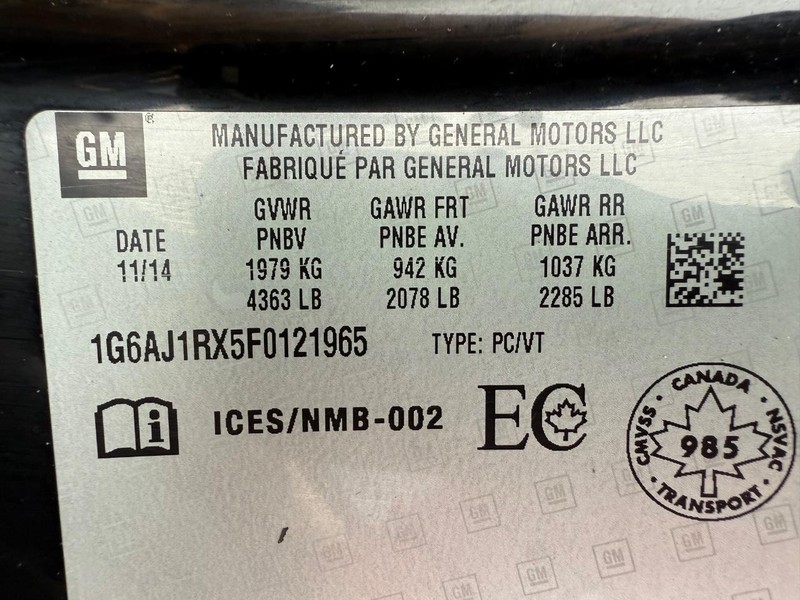 GM ®
MANUFACTURED BY GENERAL MOTORS LLC
FABRIQUÉ PAR GENERAL MOTORS LLC
GVWR GAWR FRT GAWR RR
DATE PNBV PNBE AV. PNBE ARR.
11/14 1979 KG 942 KG 1037 KG
4363 LB 2078 LB 2285 LB
1G6AJ1RX5F0121965 TYPE: PC/VT
i ICES/NMB-002 EC
CANADA
CMVSS 985 NSVAC
TRANSPORT